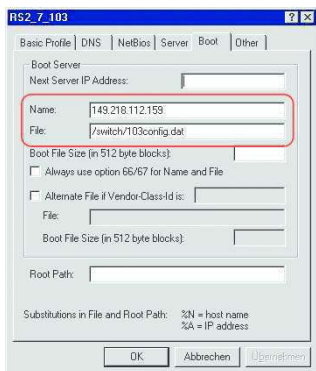 RS2_7_103
Basic Profile DNS NetBios Server Boot Other
Boot Server
Next Server IP Address:
Name: 149.218.112.159
File: /switch/103config.dat
Boot File Size (in 512 byte blocks):
Always use option 66/67 for Name and File
Alternate File if Vendor-Class-Id is:
File:
Boot File Size (in 512 byte blocks):
Root Path:
Substitutions in File and Root Path: %N = host name
%A = IP address
OK Abbrechen Übernehmen